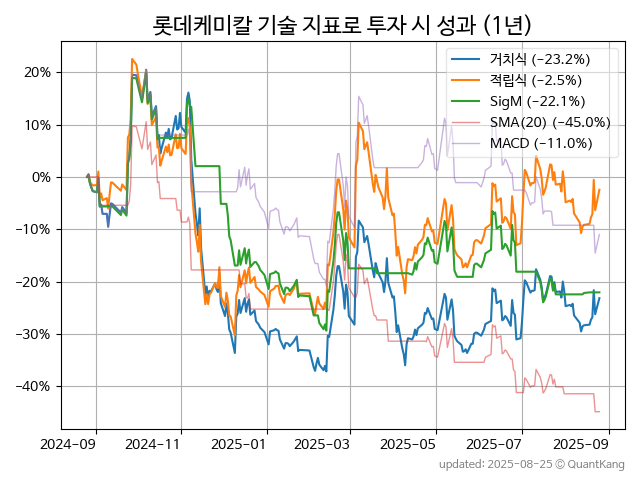 롯데케미칼 기술 지표로 투자 시 성과 (1년)
거치식 (−23.2%)
적립식 (−2.5%)
SigM (−22.1%)
SMA(20) (−45.0%)
MACD (−11.0%)
20%
10%
0%
−10%
−20%
−30%
−40%
2024-09 2024-11 2025-01 2025-03 2025-05 2025-07 2025-09
updated: 2025-08-25 © QuantKang